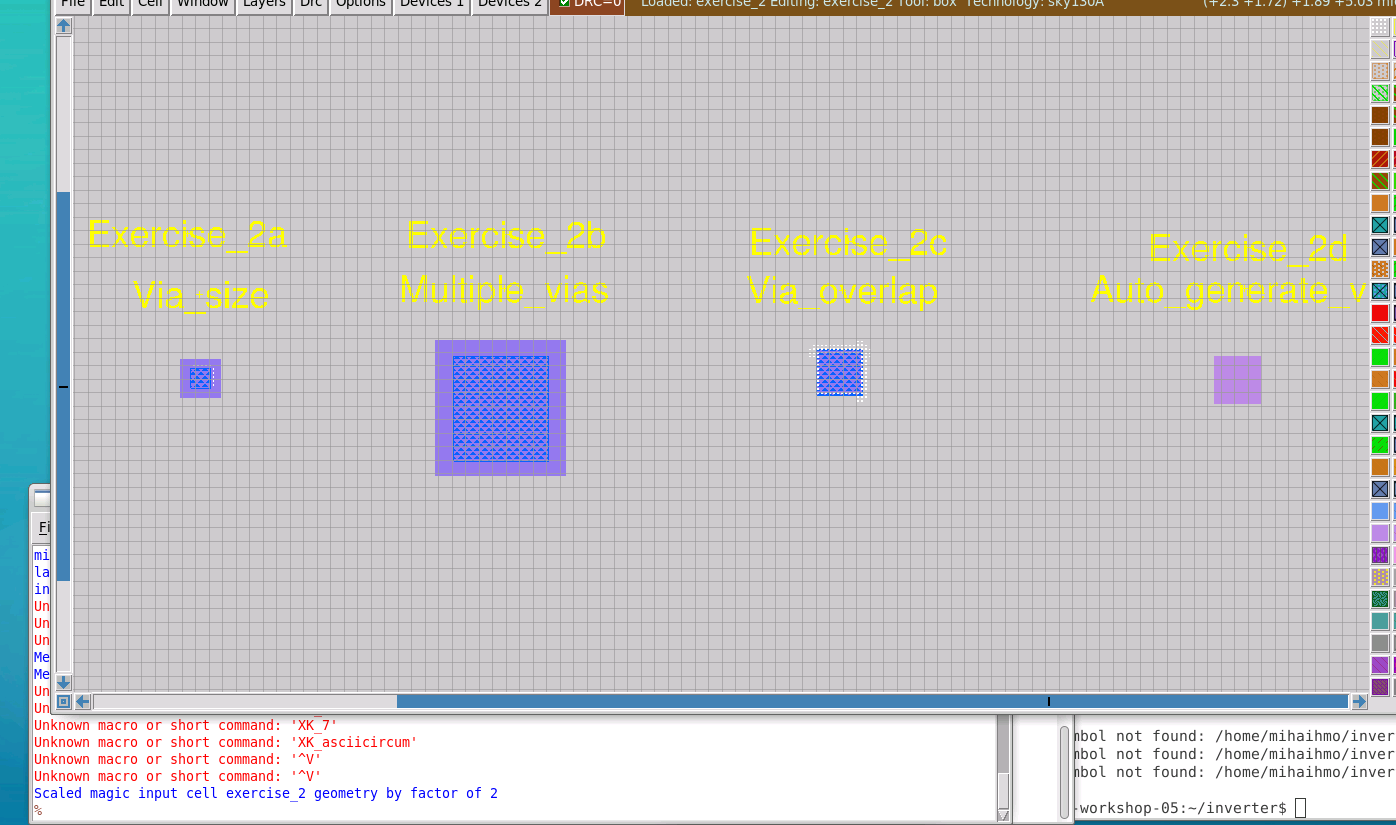 File Edit Cell Window Layers Drc Options Devices 1 Devices 2 DRC=0 Loaded: exercise_2 Editing: exercise_2 Tool: box Technology: sky130A (+2.3 +1.72) +1.89 +5.03 mi
Exercise_2a Exercise_2b Exercise_2c Exercise_2d
Via_size Multiple_vias Via_overlap Auto_generate_v
Fi
mi
la
in
Un
Un
Un
Me
Me
Un
Un
Unknown macro or short command: 'XK_7'
Unknown macro or short command: 'XK_asciicircum'
Unknown macro or short command: '^V'
Unknown macro or short command: '^V'
Scaled magic input cell exercise_2 geometry by factor of 2
%
mbol not found: /home/mihaihmo/inver
mbol not found: /home/mihaihmo/inver
mbol not found: /home/mihaihmo/inver
-workshop-05:~/inverter$